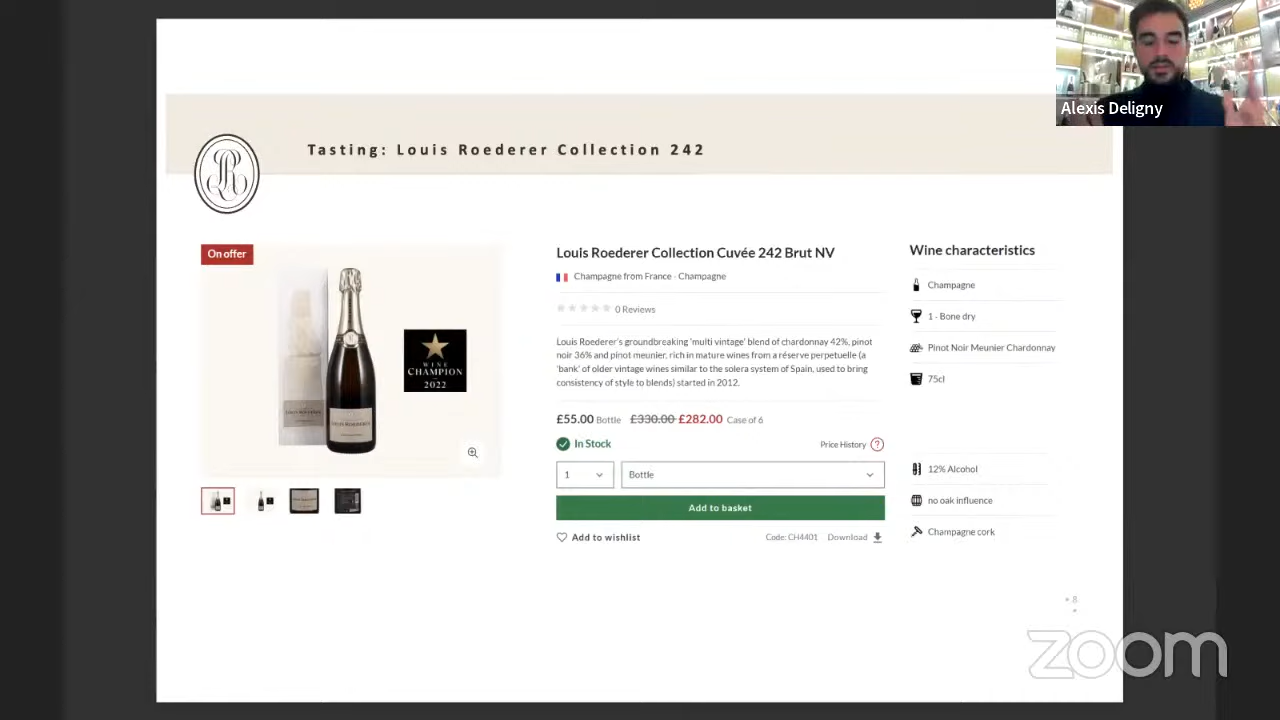 Alexis Deligny
Tasting: Louis Roederer Collection 242
On offer
WINE
CHAMPION
2022
LOUIS ROEDERER
Louis Roederer Collection Cuvée 242 Brut NV
Champagne from France - Champagne
0 Reviews
Louis Roederer's groundbreaking 'multi vintage' blend of chardonnay 42%, pinot
noir 36% and pinot meunier, rich in mature wines from a réserve perpetuelle (a
'bank' of older vintage wines similar to the solera system of Spain, used to bring
consistency of style to blends) started in 2012.
£55.00 Bottle £330.00 £282.00 Case of 6
In Stock
Price History ?
1
Bottle
Add to basket
Add to wishlist
Code: CH4401 Download
Wine characteristics
Champagne
1 - Bone dry
Pinot Noir Meunier Chardonnay
75cl
12% Alcohol
no oak influence
Champagne cork
8
zoom